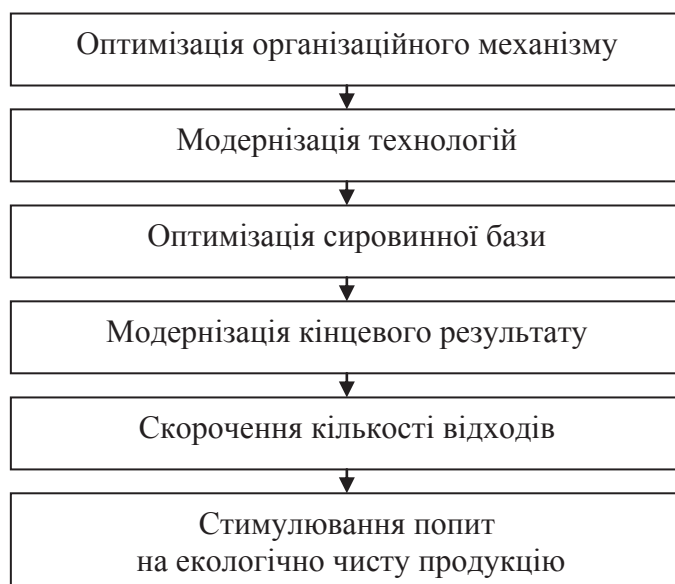 Оптимізація організаційного механізму
Модернізація технологій
Оптимізація сировинної бази
Модернізація кінцевого результату
Скорочення кількості відходів
Стимулювання попит
на екологічно чисту продукцію